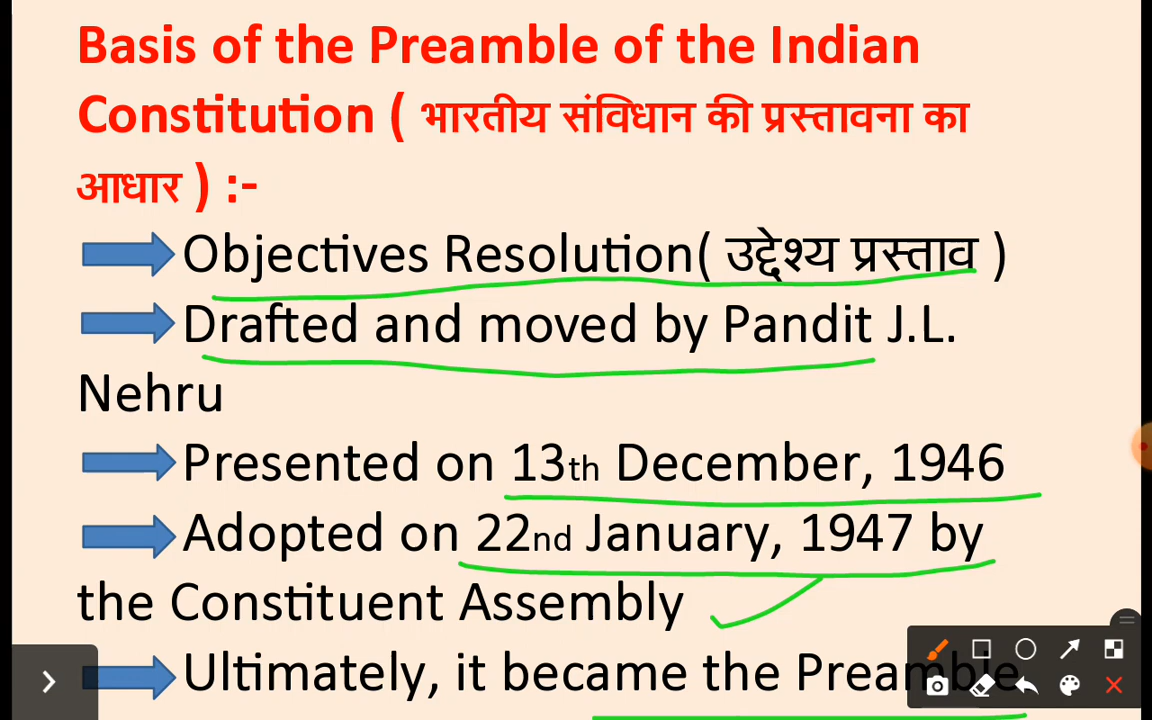 Basis of the Preamble of the Indian
Constitution ( भारतीय संविधान की प्रस्तावना का
आधार ) :-
Objectives Resolution( उद्देश्य प्रस्ताव )
Drafted and moved by Pandit J.L.
Nehru
Presented on 13th December, 1946
Adopted on 22nd January, 1947 by
the Constituent Assembly
Ultimately, it became the Preamble